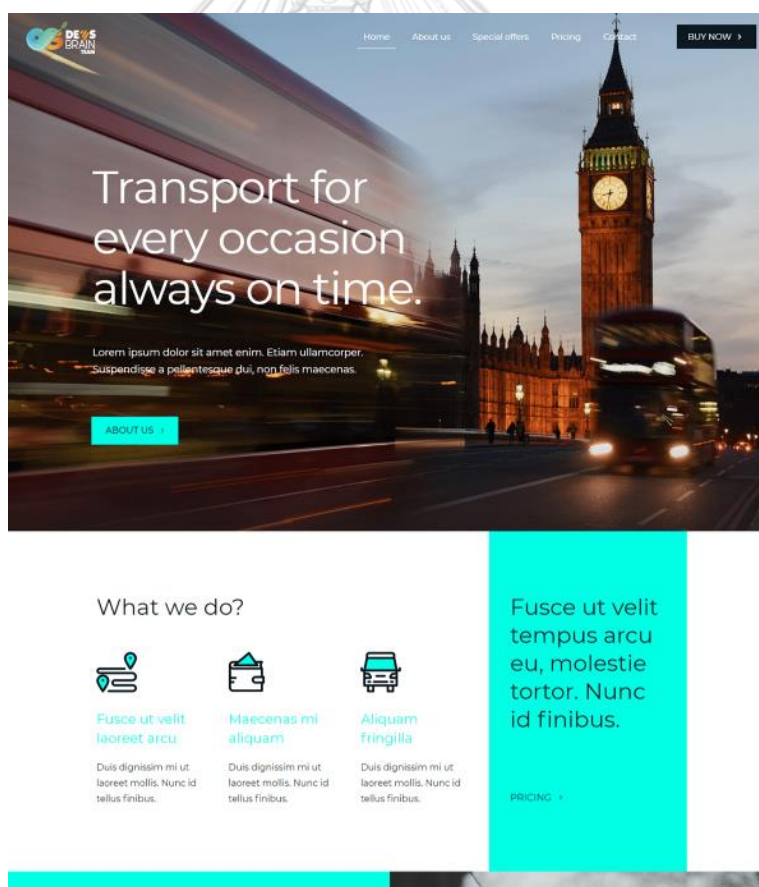 DEVS
BRAIN
TEAM
Home About us Special offers Pricing Contact BUY NOW >
Transport for
every occasion
always on time.
Lorem ipsum dolor sit amet enim. Etiam ullamcorper.
Suspendisse a pellentesque dui, non felis maecenas.
ABOUT US >
What we do?
Fusce ut velit
laoreet arcu
Duis dignissim mi ut
laoreet mollis. Nunc id
tellus finibus.
Maecenas mi
aliquam
Duis dignissim mi ut
laoreet mollis. Nunc id
tellus finibus.
Aliquam
fringilla
Duis dignissim mi ut
laoreet mollis. Nunc id
tellus finibus.
Fusce ut velit
tempus arcu
eu, molestie
tortor. Nunc
id finibus.
PRICING >